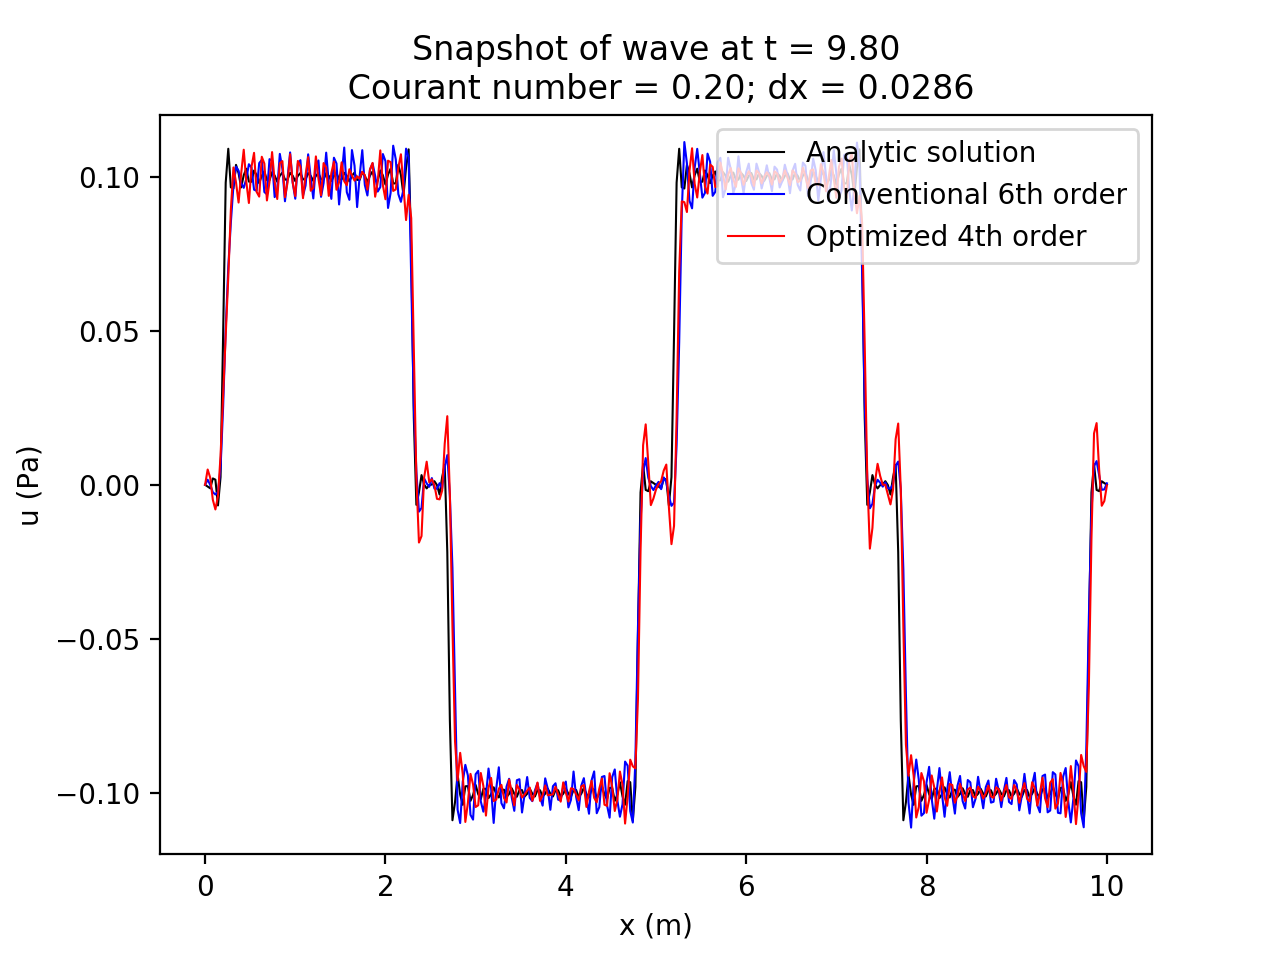 Snapshot of wave at t = 9.80
Courant number = 0.20; dx = 0.0286
Analytic solution
Conventional 6th order
Optimized 4th order
0.10
0.05
0.00
−0.05
−0.10
u (Pa)
0 2 4 6 8 10
x (m)